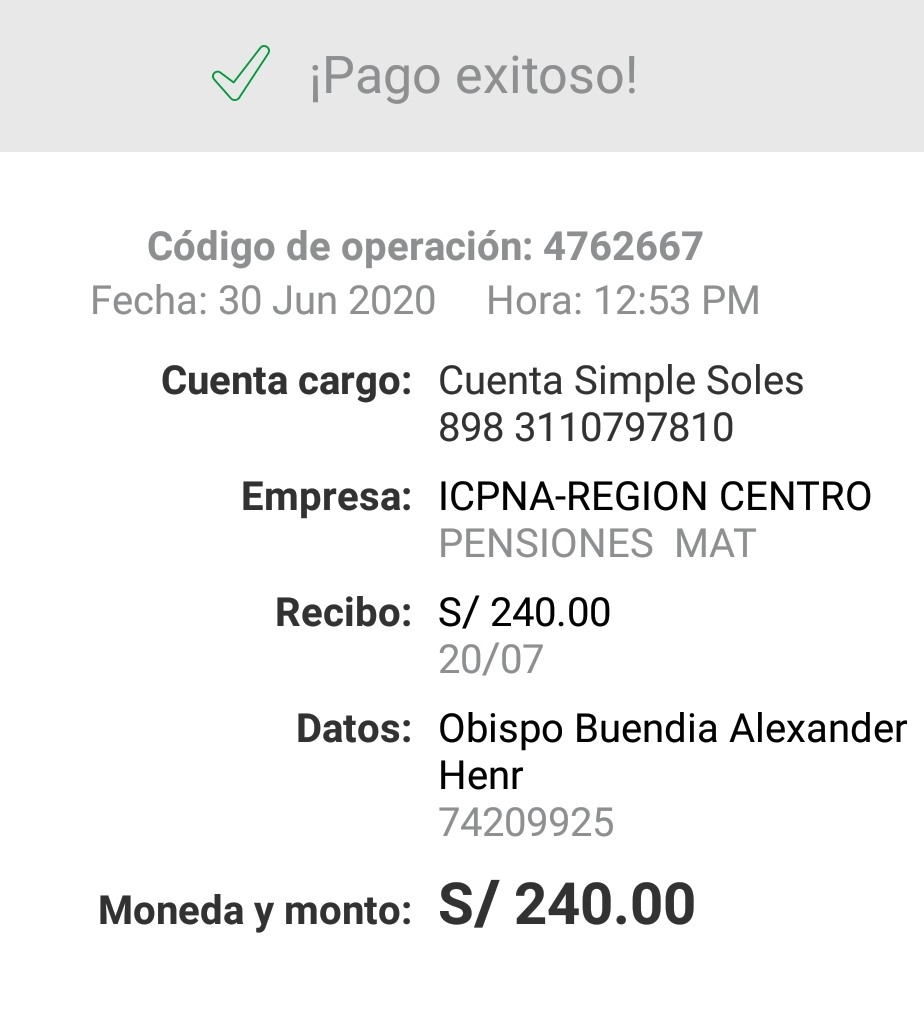 ¡Pago exitoso!
Código de operación: 4762667
Fecha: 30 Jun 2020 Hora: 12:53 PM
Cuenta cargo: Cuenta Simple Soles
898 3110797810
Empresa: ICPNA-REGION CENTRO
PENSIONES MAT
Recibo: S/ 240.00
20/07
Datos: Obispo Buendia Alexander
Henr
74209925
Moneda y monto: S/ 240.00